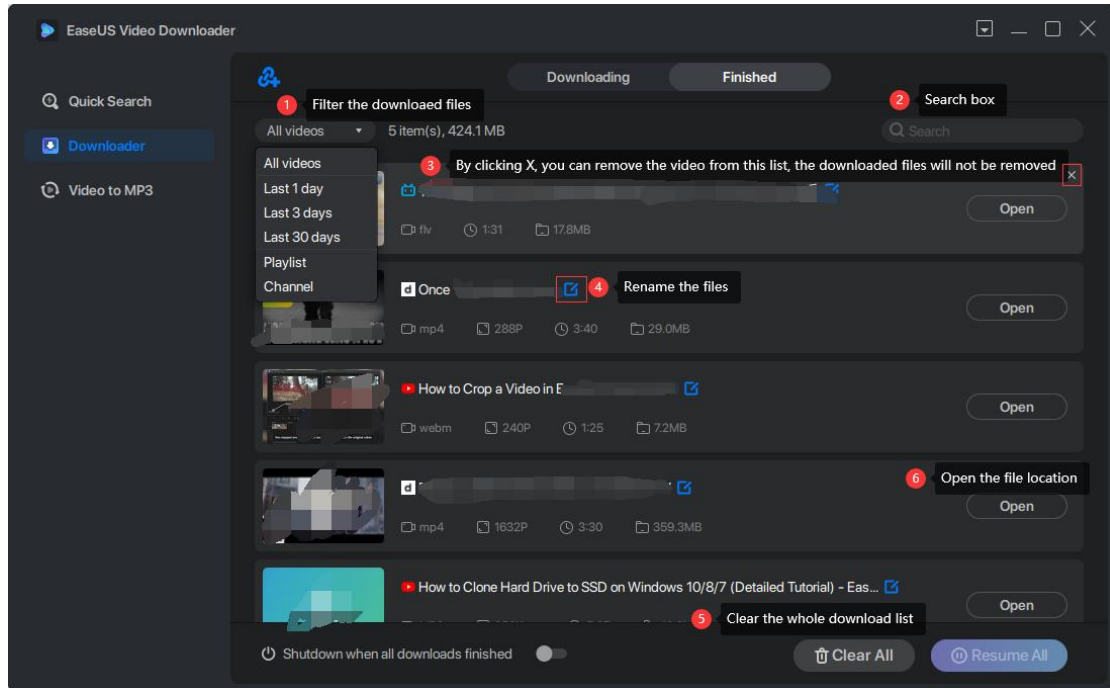 EaseUS Video Downloader
Downloading
Finished
Quick Search
Downloader
Video to MP3
1 Filter the downloaed files
2 Search box
All videos
5 item(s), 424.1 MB
Search
All videos
Last 1 day
Last 3 days
Last 30 days
Playlist
Channel
3 By clicking X, you can remove the video from this list, the downloaded files will not be removed
flv 1:31 17.8MB
Open
d Once
4 Rename the files
mp4 288P 3:40 29.0MB
Open
How to Crop a Video in E
webm 240P 1:25 7.2MB
Open
d
6 Open the file location
mp4 1632P 3:30 359.3MB
Open
How to Clone Hard Drive to SSD on Windows 10/8/7 (Detailed Tutorial) - Eas...
Open
5 Clear the whole download list
Shutdown when all downloads finished
Clear All
Resume All